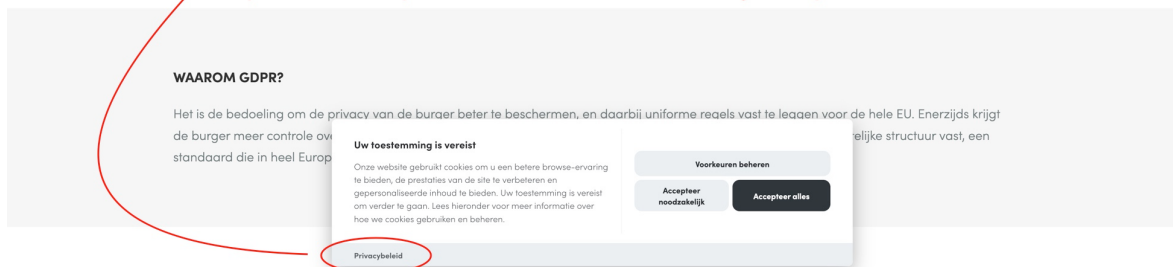 WAAROM GDPR?
Het is de bedoeling om de privacy van de burger beter te beschermen, en daarbij uniforme regels vast te leggen voor de hele EU. Enerzijds krijgt
de burger meer controle ov elijke structuur vast, een
standaard die in heel Europ
Uw toestemming is vereist
Onze website gebruikt cookies om u een betere browse-ervaring
te bieden, de prestaties van de site te verbeteren en
gepersonaliseerde inhoud te bieden. Uw toestemming is vereist
om verder te gaan. Lees hieronder voor meer informatie over
hoe we cookies gebruiken en beheren.
Voorkeuren beheren
Accepteer
noodzakelijk
Accepteer alles
Privacybeleid